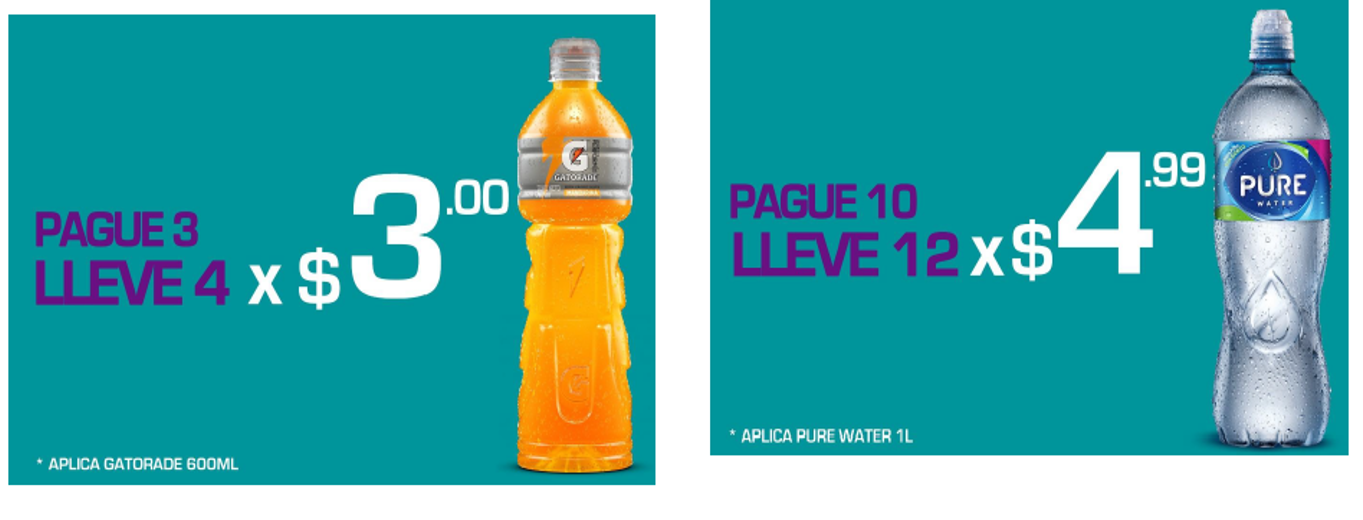 PAGUE 3
LLEVE 4 x $3.00
G
GATORADE
* APLICA GATORADE 600ML
PAGUE 10
LLEVE 12 x $4.99
PURE
WATER
* APLICA PURE WATER 1L